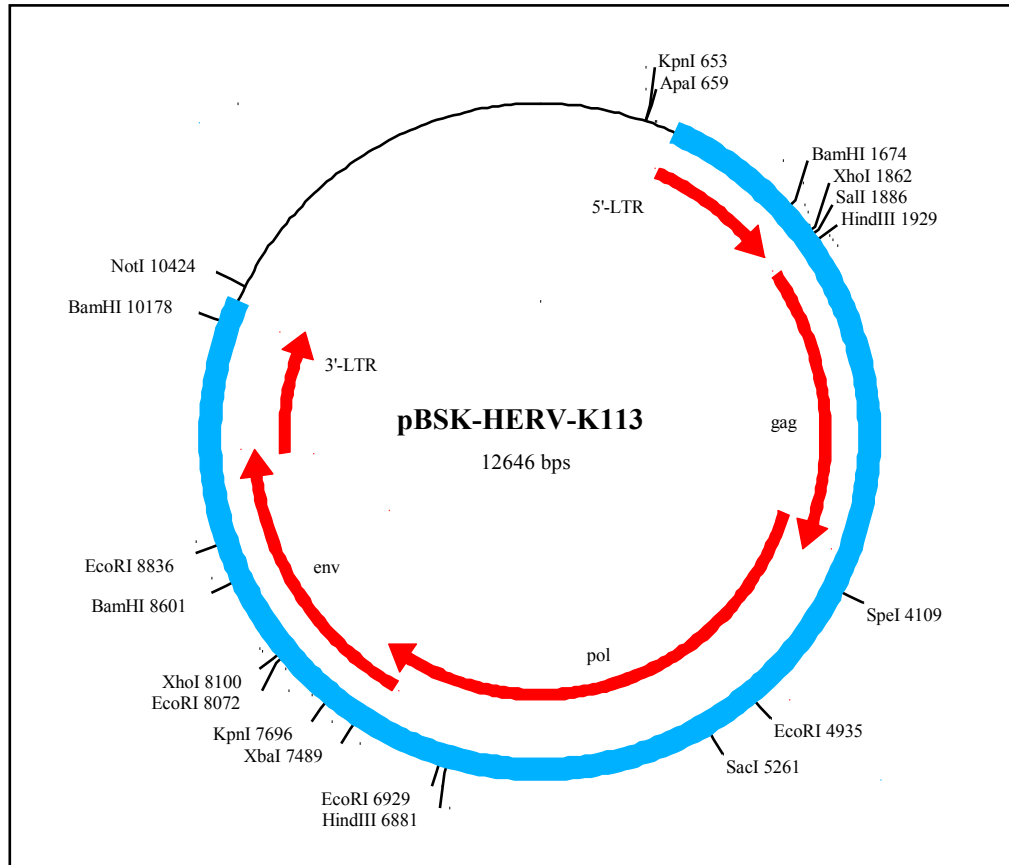 KpnI 653
ApaI 659
BamHI 1674
XhoI 1862
SalI 1886
HindIII 1929
5'-LTR
NotI 10424
BamHI 10178
3'-LTR
pBSK-HERV-K113
12646 bps
gag
EcoRI 8836
BamHI 8601
env
SpeI 4109
pol
XhoI 8100
EcoRI 8072
KpnI 7696
XbaI 7489
EcoRI 4935
SacI 5261
EcoRI 6929
HindIII 6881